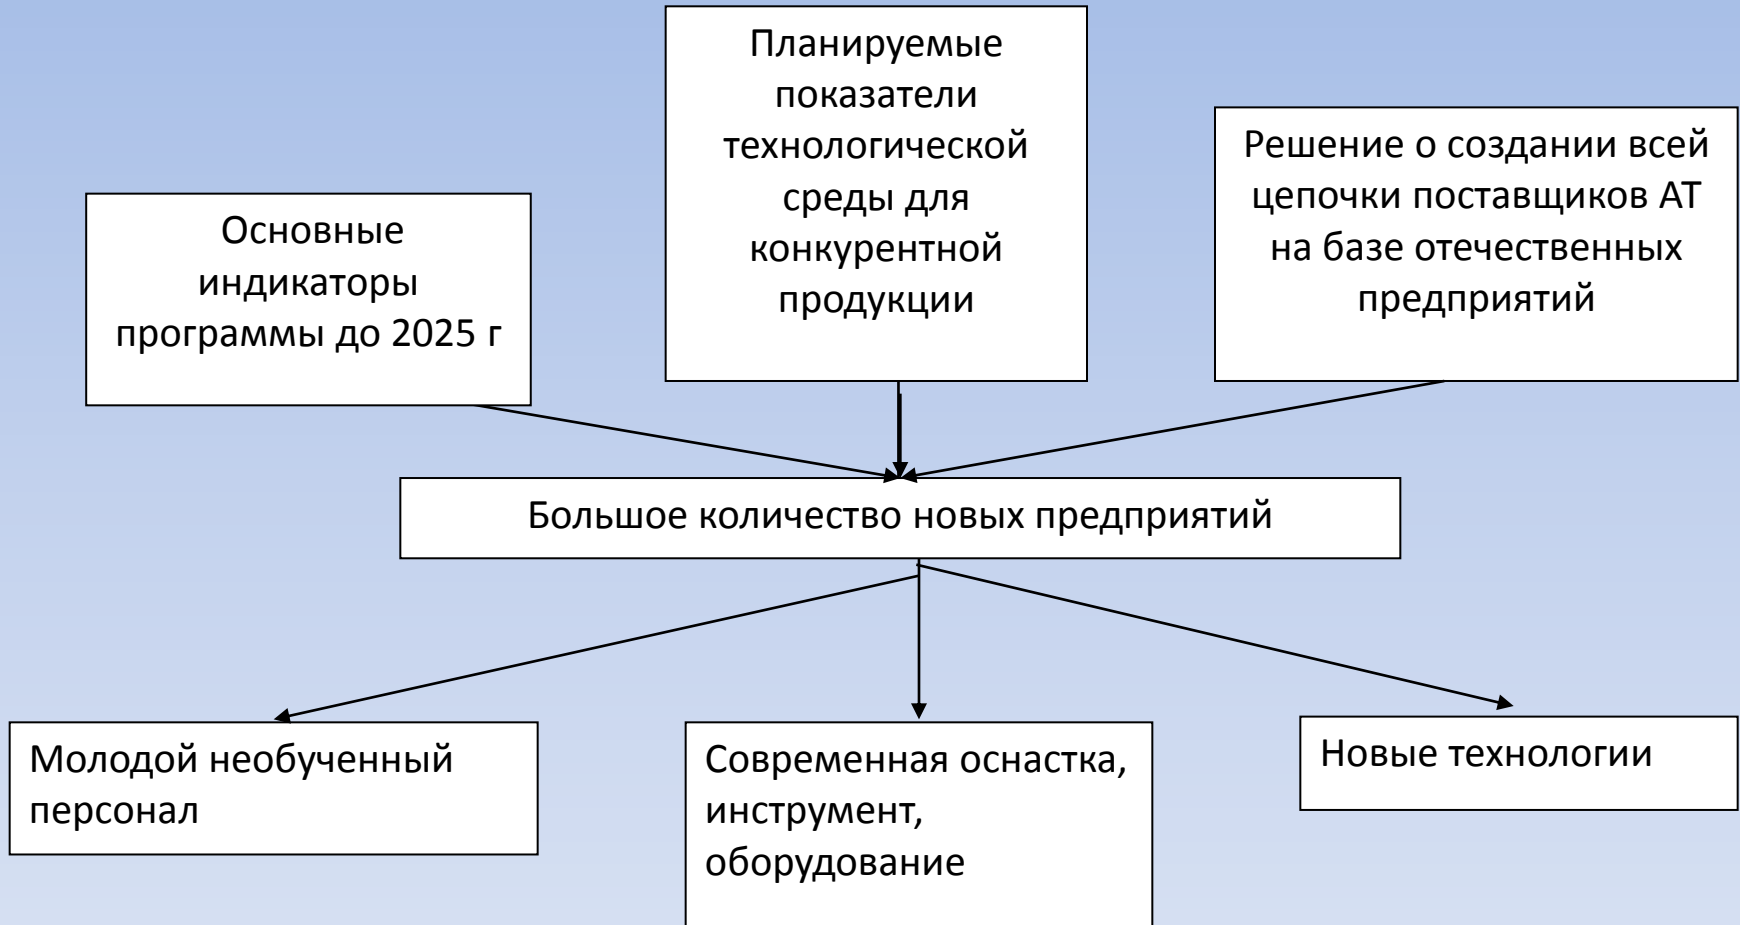 Планируемые
показатели
технологической
среды для
конкурентной
продукции
Решение о создании всей
цепочки поставщиков АТ
на базе отечественных
предприятий
Основные
индикаторы
программы до 2025 г
Большое количество новых предприятий
Молодой необученный
персонал
Современная оснастка,
инструмент,
оборудование
Новые технологии